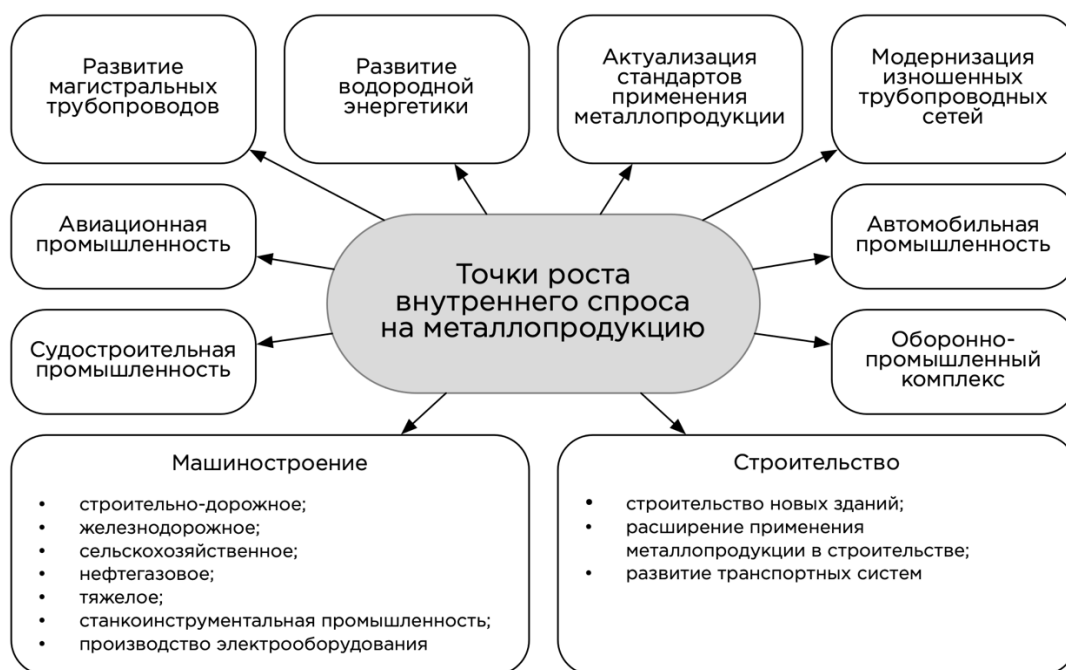 Развитие
магистральных
трубопроводов
Развитие
водородной
энергетики
Актуализация
стандартов
применения
металлопродукции
Модернизация
изношенных
трубопроводных
сетей
Авиационная
промышленность
Автомобильная
промышленность
Точки роста
внутреннего спроса
на металлопродукцию
Судостроительная
промышленность
Оборонно-
промышленный
комплекс
Машиностроение
• строительно-дорожное;
• железнодорожное;
• сельскохозяйственное;
• нефтегазовое;
• тяжелое;
• станкоинструментальная промышленность;
• производство электрооборудования
Строительство
• строительство новых зданий;
• расширение применения
металлопродукции в строительстве;
• развитие транспортных систем